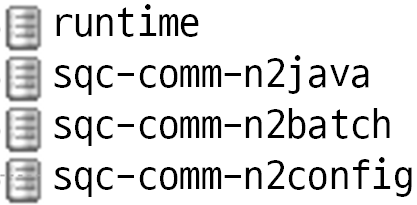 runtime
sqc-comm-n2java
sqc-comm-n2batch
sqc-comm-n2config